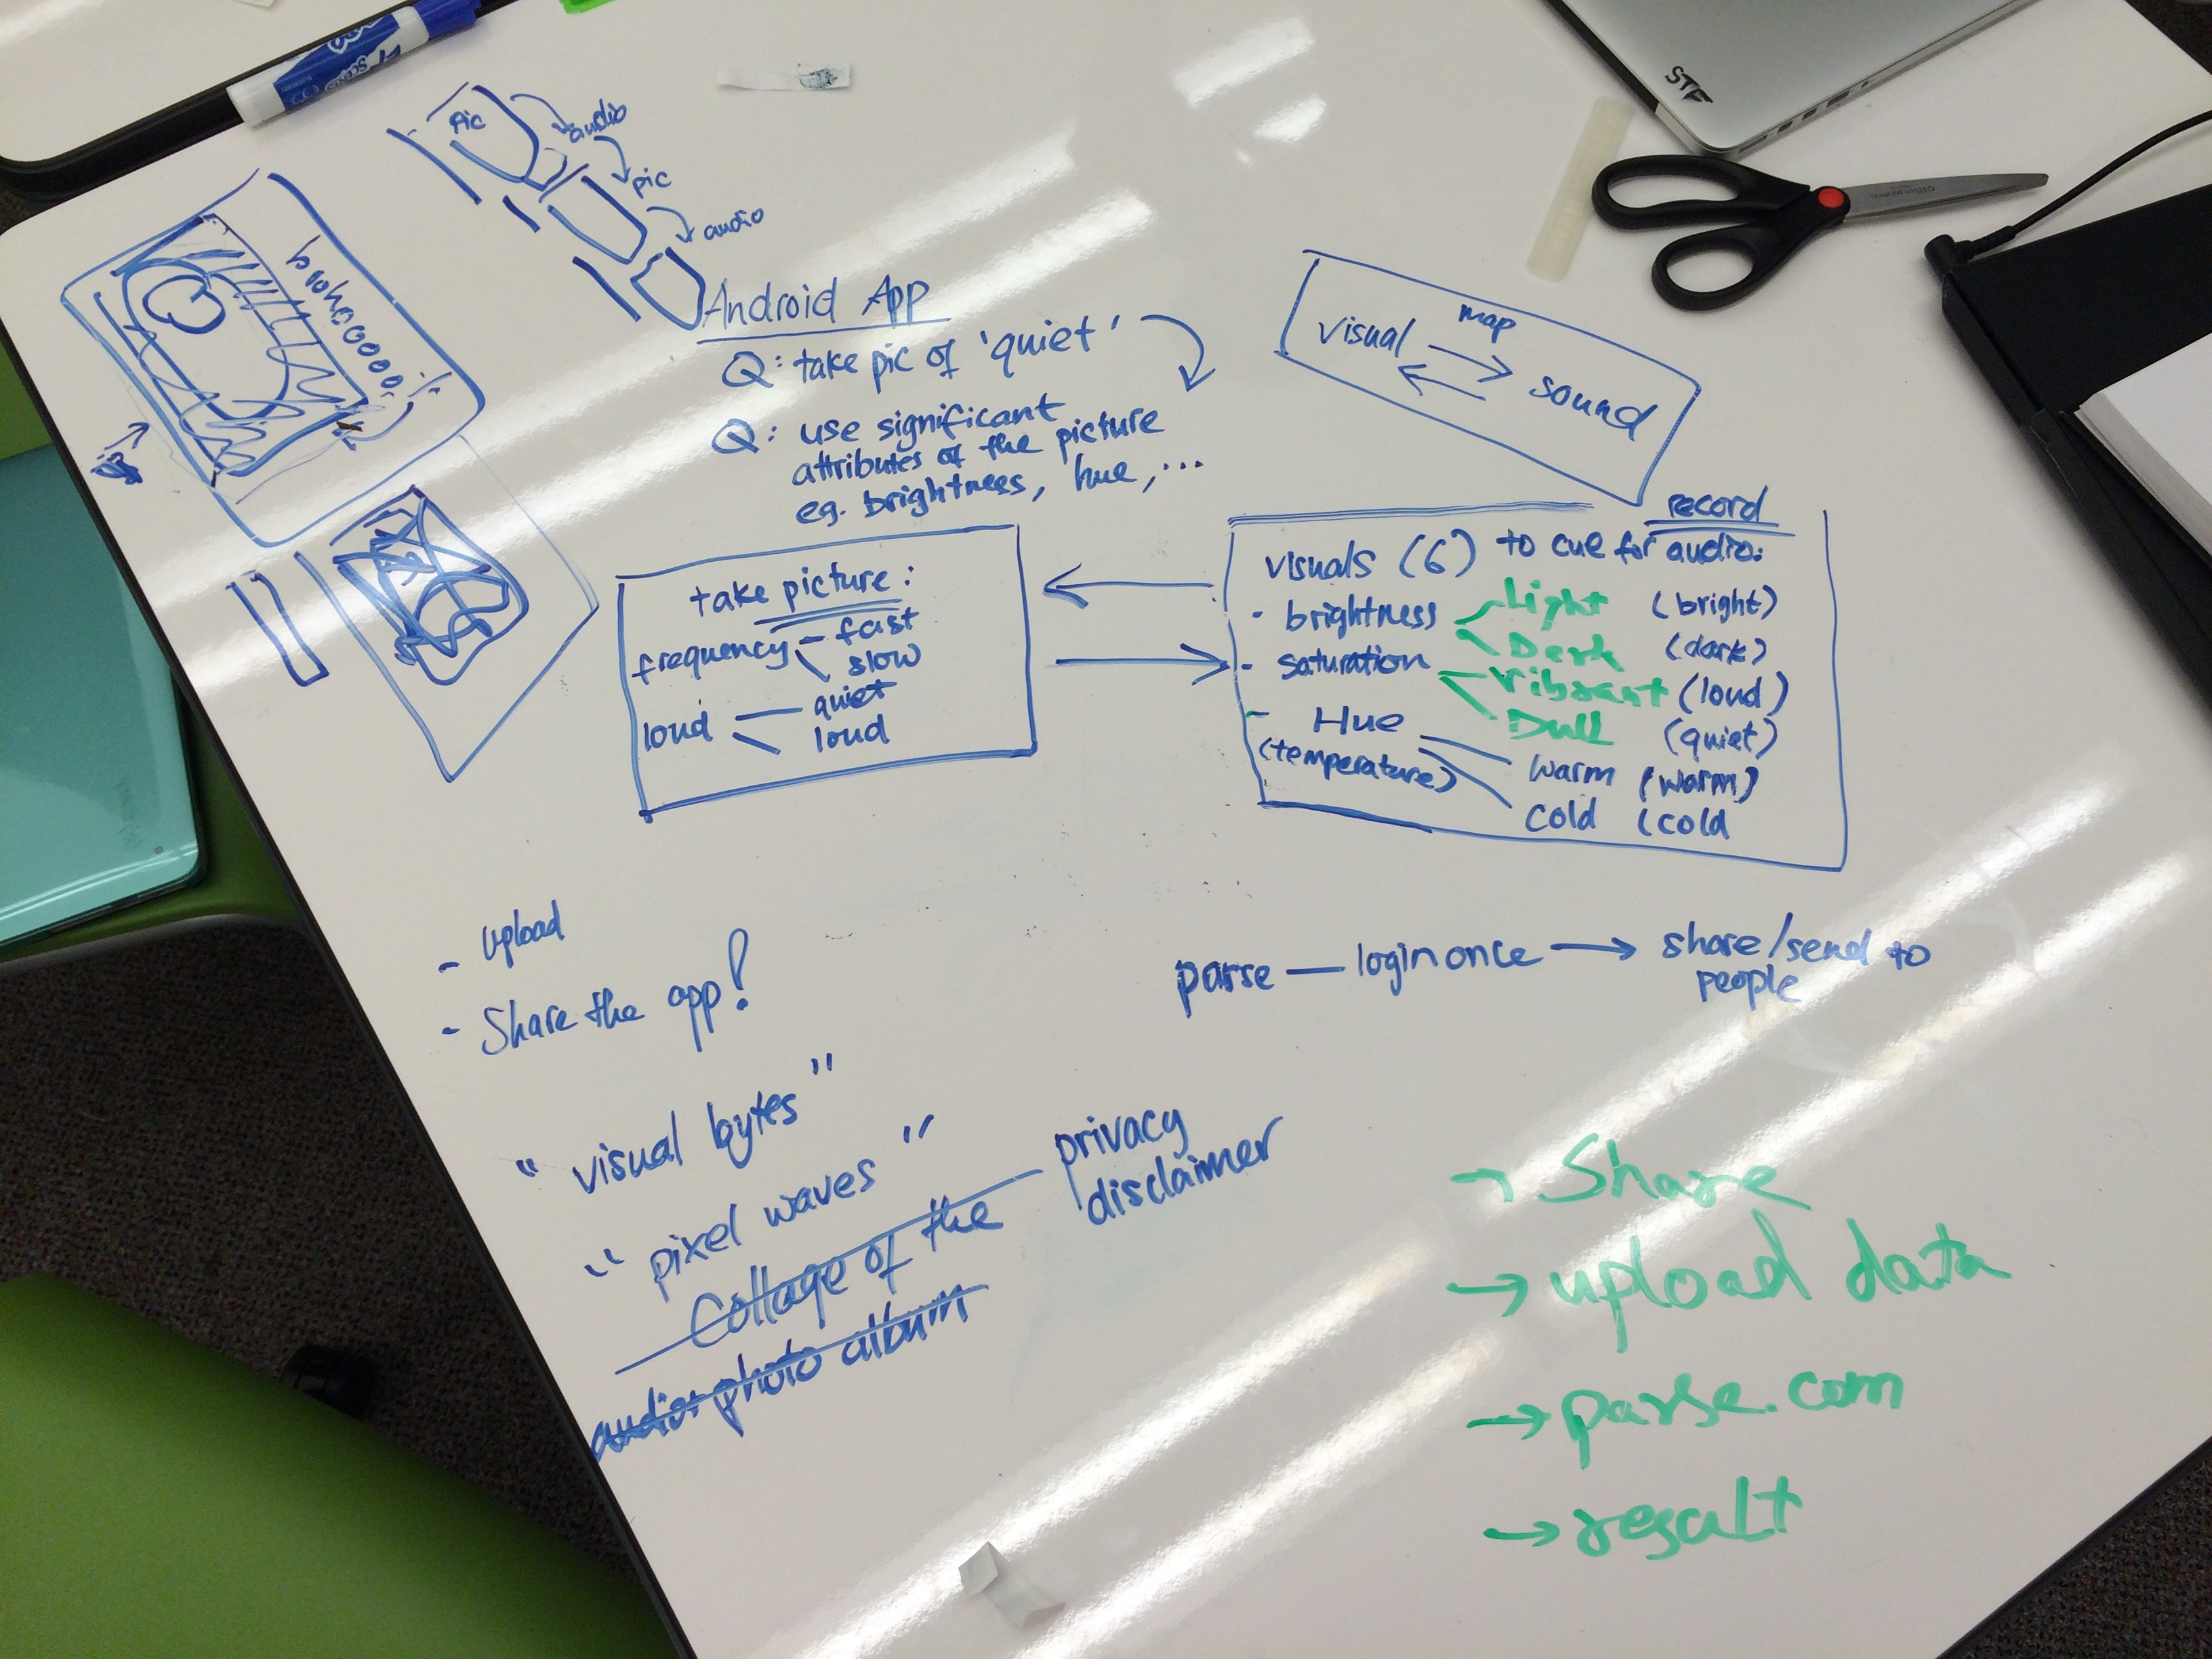 Pic
audio
pic
audio
STF
Android App
Q: take pic of 'quiet'
Q: use significant
attributes of the picture
eg. brightness, hue, ...
map
visual
sound
take picture:
frequency - fast
slow
loud - quiet
loud
record
visuals (6) to cue for audio:
- brightness Light (bright)
Dark (dark)
- saturation Vibrant (loud)
Dull (quiet)
- Hue
(temperature) warm (warm)
cold (cold
- upload
- Share the app!
parse — login once → share/send to
people
"visual bytes"
"pixel waves"
privacy
disclaimer
Collage of the
audio photo album
→ Share
→ upload data
→ parse.com
→ result